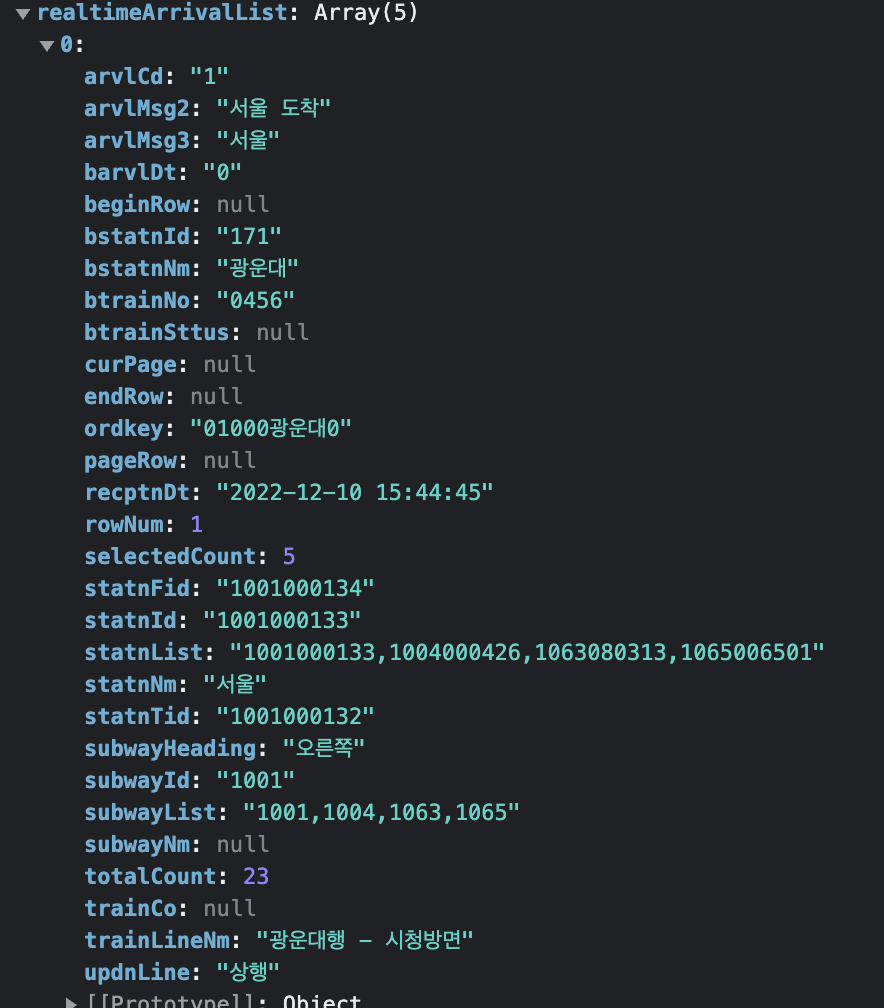 ▼ realtimeArrivalList: Array(5)
▼ 0:
arvlCd: "1"
arvlMsg2: "서울 도착"
arvlMsg3: "서울"
barvlDt: "0"
beginRow: null
bstatnId: "171"
bstatnNm: "광운대"
btrainNo: "0456"
btrainSttus: null
curPage: null
endRow: null
ordkey: "01000광운대0"
pageRow: null
recptnDt: "2022-12-10 15:44:45"
rowNum: 1
selectedCount: 5
statnFid: "1001000134"
statnId: "1001000133"
statnList: "1001000133,1004000426,1063080313,1065006501"
statnNm: "서울"
statnTid: "1001000132"
subwayHeading: "오른쪽"
subwayId: "1001"
subwayList: "1001,1004,1063,1065"
subwayNm: null
totalCount: 23
trainCo: null
trainLineNm: "광운대행 - 시청방면"
updnLine: "상행"
▶ [[Prototype]]: Object